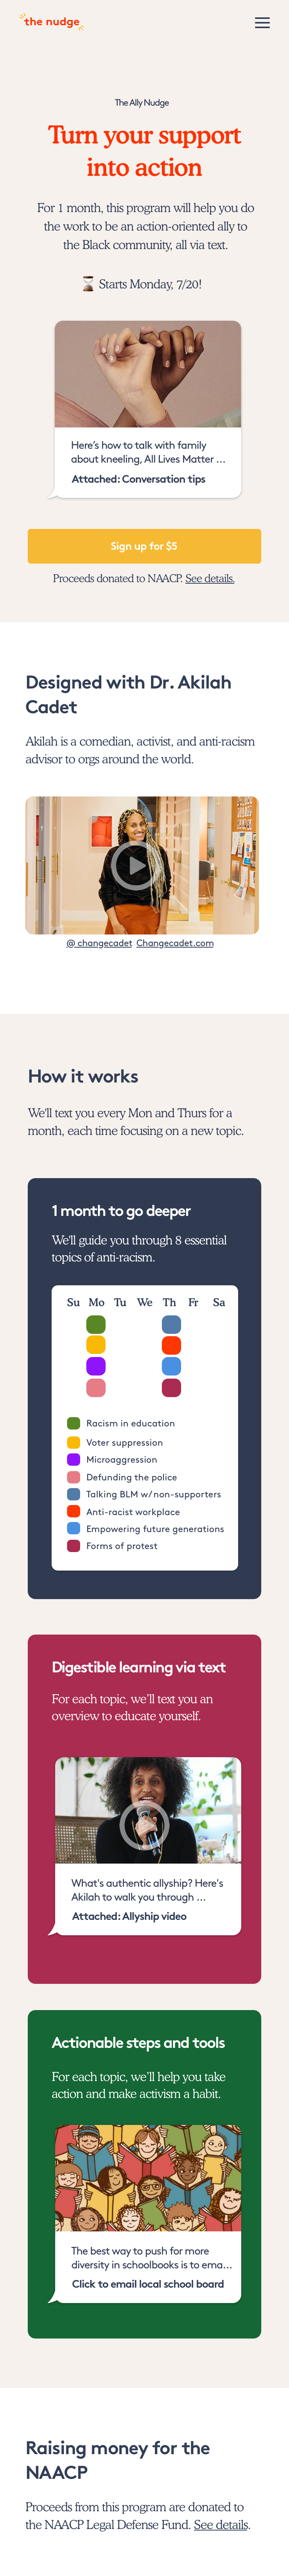 the nudge
The Ally Nudge
Turn your support
into action
For 1 month, this program will help you do
the work to be an action-oriented ally to
the Black community, all via text.
Starts Monday, 7/20!
Here's how to talk with family
about kneeling, All Lives Matter ...
Attached: Conversation tips
Sign up for $5
Proceeds donated to NAACP. See details.
Designed with Dr. Akilah
Cadet
Akilah is a comedian, activist, and anti-racism
advisor to orgs around the world.
@ changecadet Changecadet.com
How it works
We'll text you every Mon and Thurs for a
month, each time focusing on a new topic.
1 month to go deeper
We'll guide you through 8 essential
topics of anti-racism.
Su Mo Tu We Th Fr Sa
Racism in education
Voter suppression
Microaggression
Defunding the police
Talking BLM w/non-supporters
Anti-racist workplace
Empowering future generations
Forms of protest
Digestible learning via text
For each topic, we'll text you an
overview to educate yourself.
What's authentic allyship? Here's
Akilah to walk you through ...
Attached: Allyship video
Actionable steps and tools
For each topic, we'll help you take
action and make activism a habit.
The best way to push for more
diversity in schoolbooks is to ema...
Click to email local school board
Raising money for the
NAACP
Proceeds from this program are donated to
the NAACP Legal Defense Fund. See details.